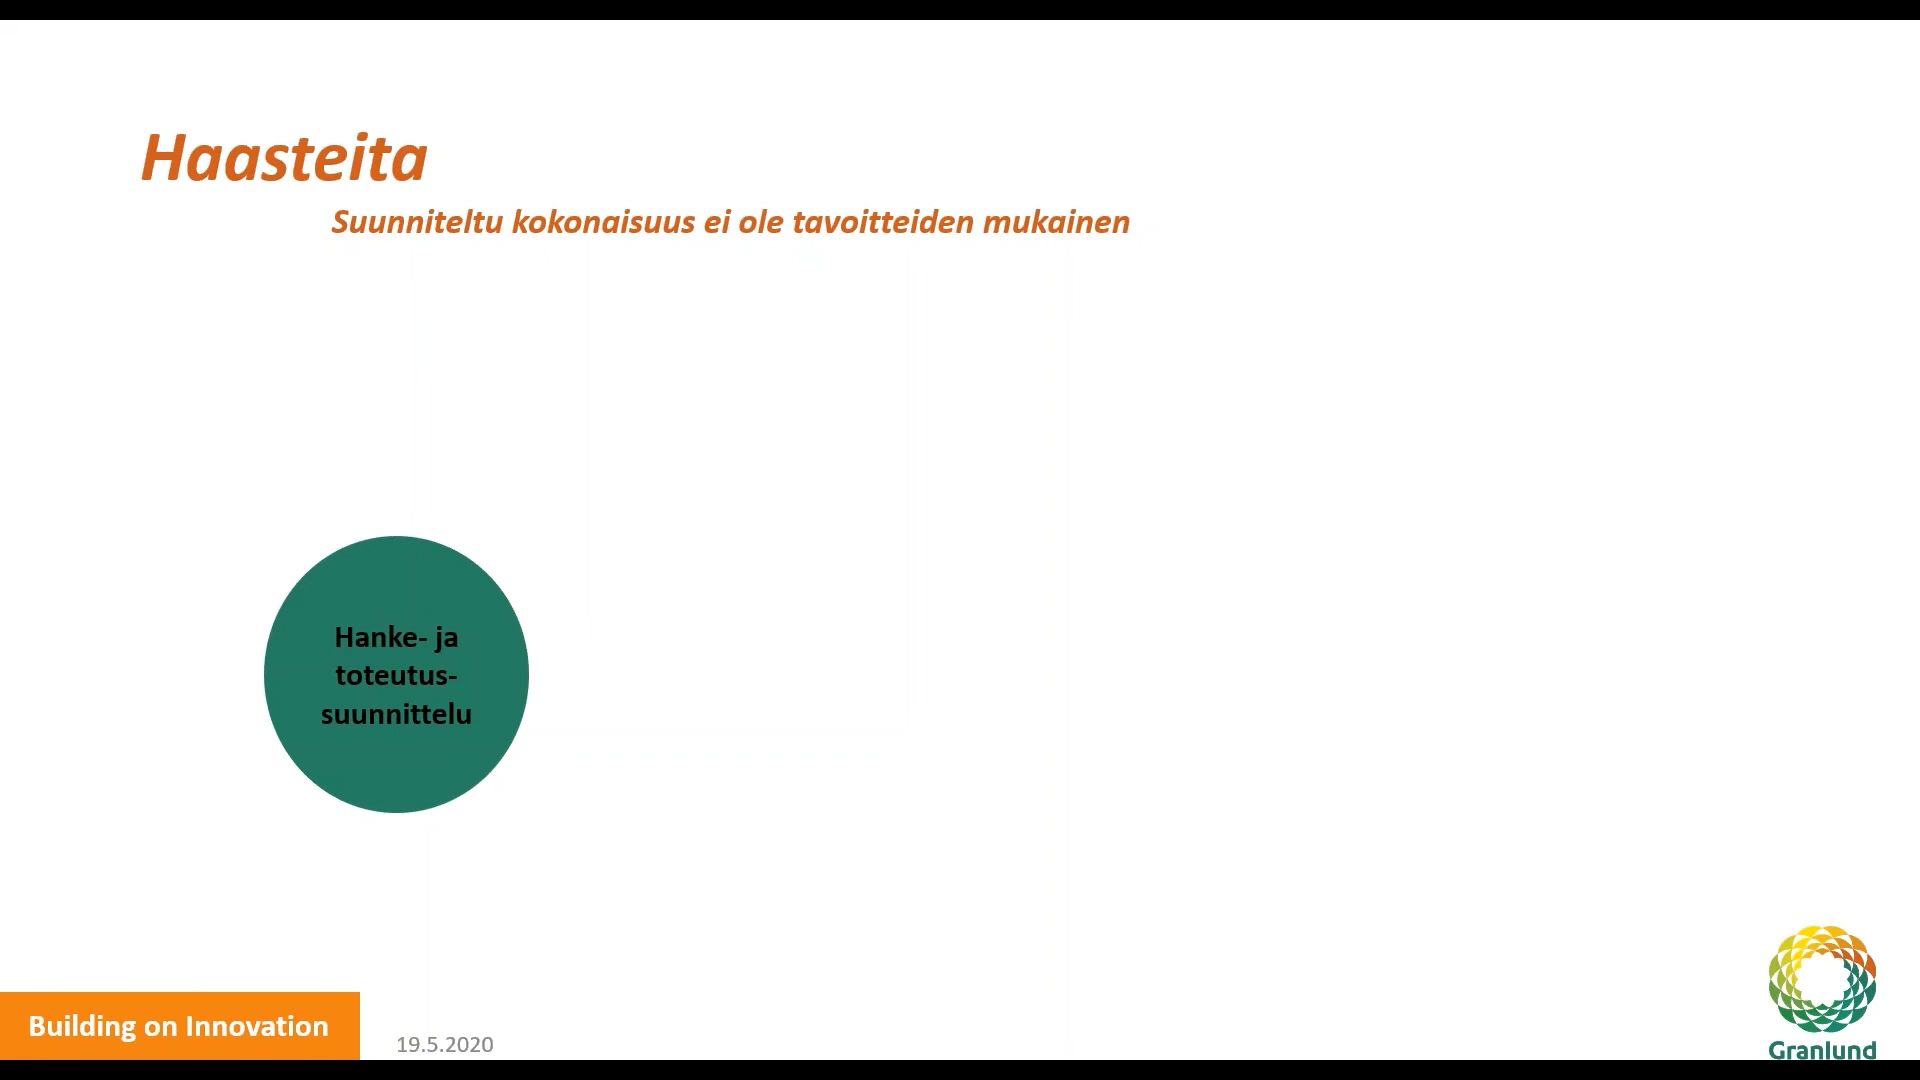 Haasteita
Suunniteltu kokonaisuus ei ole tavoitteiden mukainen
Hanke- ja
toteutus-
suunnittelu
Building on Innovation
19.5.2020
Granlund